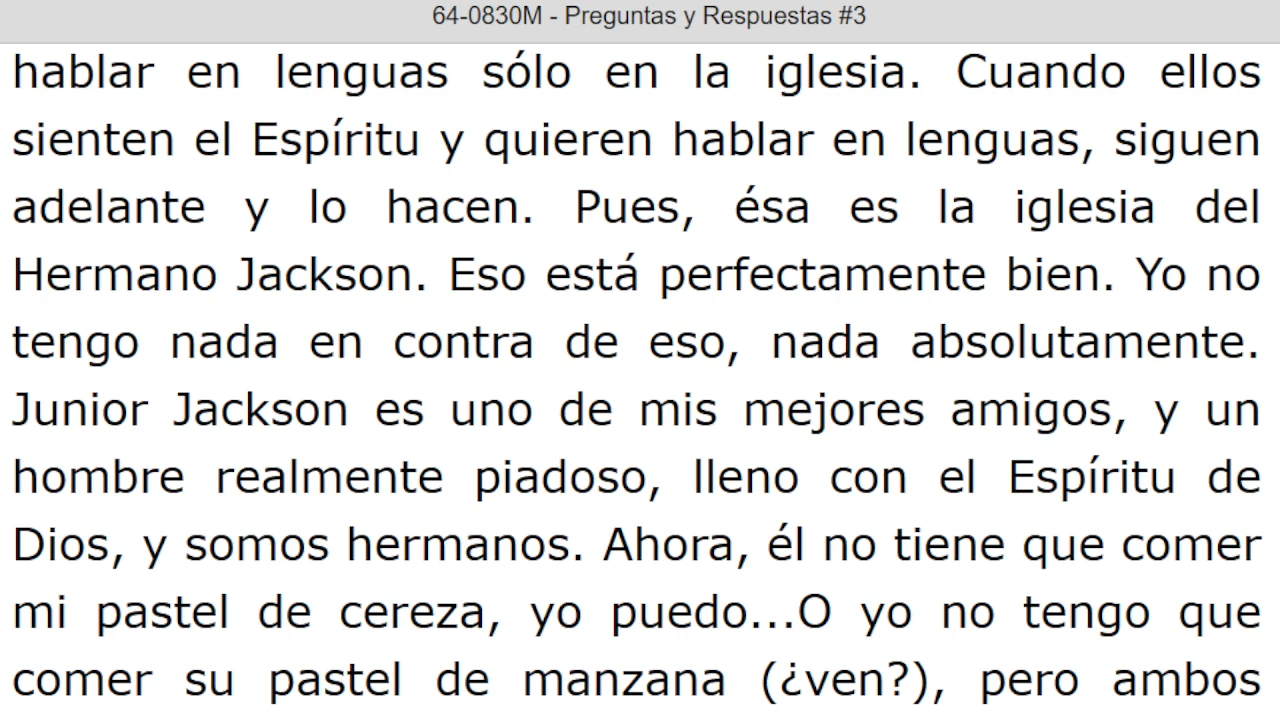 64-0830M - Preguntas y Respuestas #3
hablar en lenguas sólo en la iglesia. Cuando ellos
sienten el Espíritu y quieren hablar en lenguas, siguen
adelante y lo hacen. Pues, ésa es la iglesia del
Hermano Jackson. Eso está perfectamente bien. Yo no
tengo nada en contra de eso, nada absolutamente.
Junior Jackson es uno de mis mejores amigos, y un
hombre realmente piadoso, lleno con el Espíritu de
Dios, y somos hermanos. Ahora, él no tiene que comer
mi pastel de cereza, yo puedo...O yo no tengo que
comer su pastel de manzana (¿ven?), pero ambos